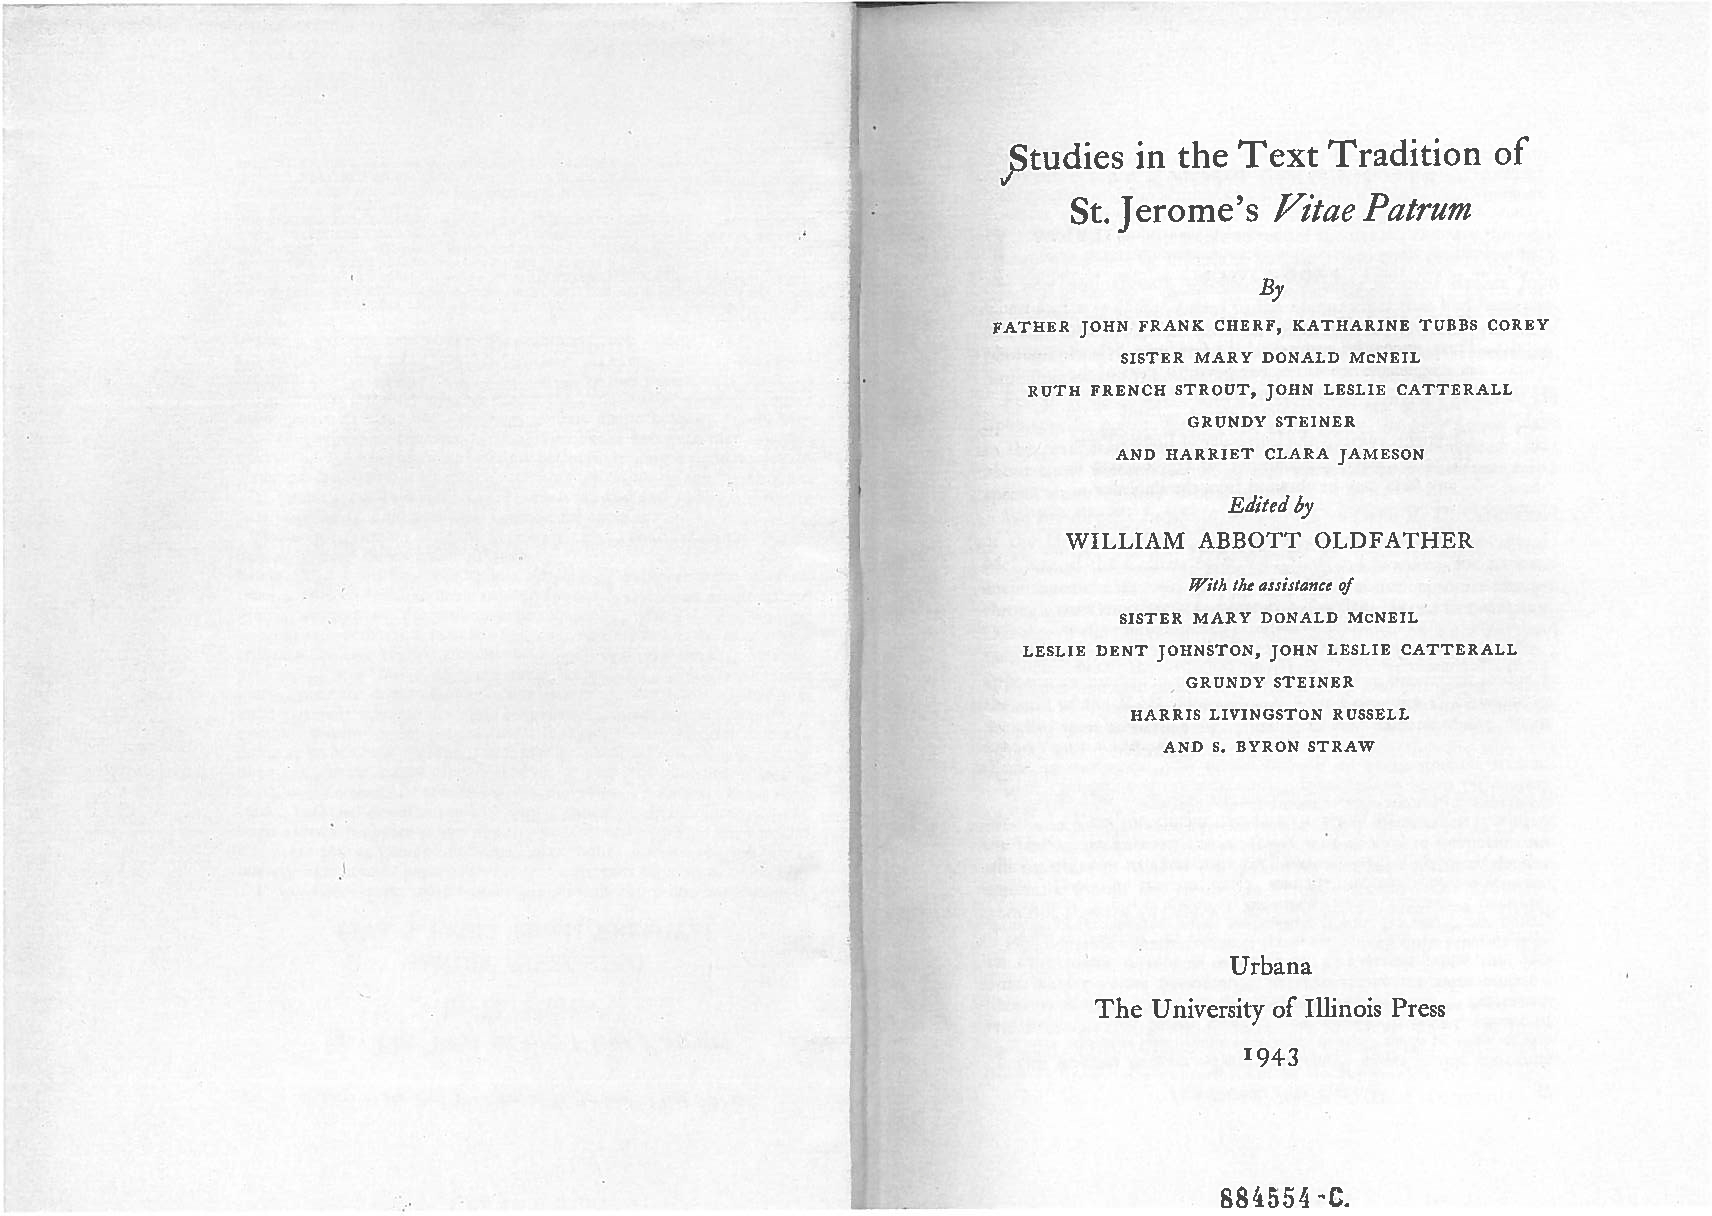 Studies in the Text Tradition of
St. Jerome's Vitae Patrum
By
FATHER JOHN FRANK CHERF, KATHARINE TUBBS COREY
SISTER MARY DONALD McNEIL
RUTH FRENCH STROUT, JOHN LESLIE CATTERALL
GRUNDY STEINER
AND HARRIET CLARA JAMESON
Edited by
WILLIAM ABBOTT OLDFATHER
With the assistance of
SISTER MARY DONALD McNEIL
LESLIE DENT JOHNSTON, JOHN LESLIE CATTERALL
GRUNDY STEINER
HARRIS LIVINGSTON RUSSELL
AND S. BYRON STRAW
Urbana
The University of Illinois Press
1943
884554-C.